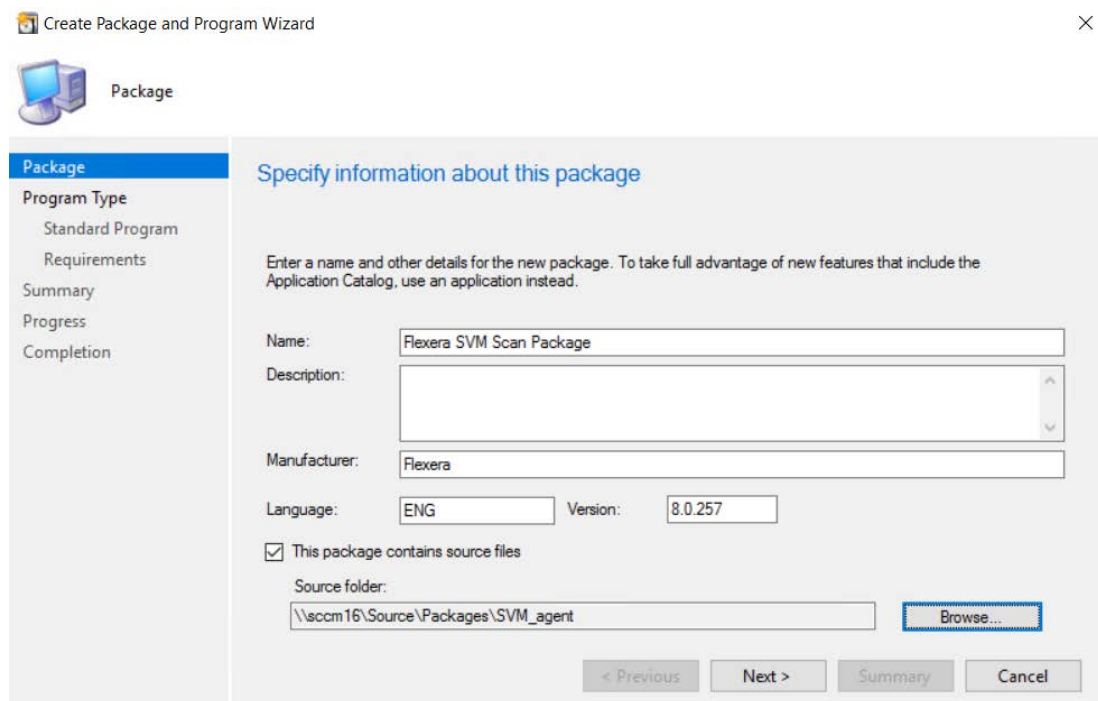 Create Package and Program Wizard
Package
Package
Program Type
Standard Program
Requirements
Summary
Progress
Completion
Specify information about this package
Enter a name and other details for the new package. To take full advantage of new features that include the
Application Catalog, use an application instead.
Name: Flexera SVM Scan Package
Description:
Manufacturer: Flexera
Language: ENG Version: 8.0.257
This package contains source files
Source folder:
\\sccm16\Source\Packages\SVM_agent Browse...
< Previous Next > Summary Cancel